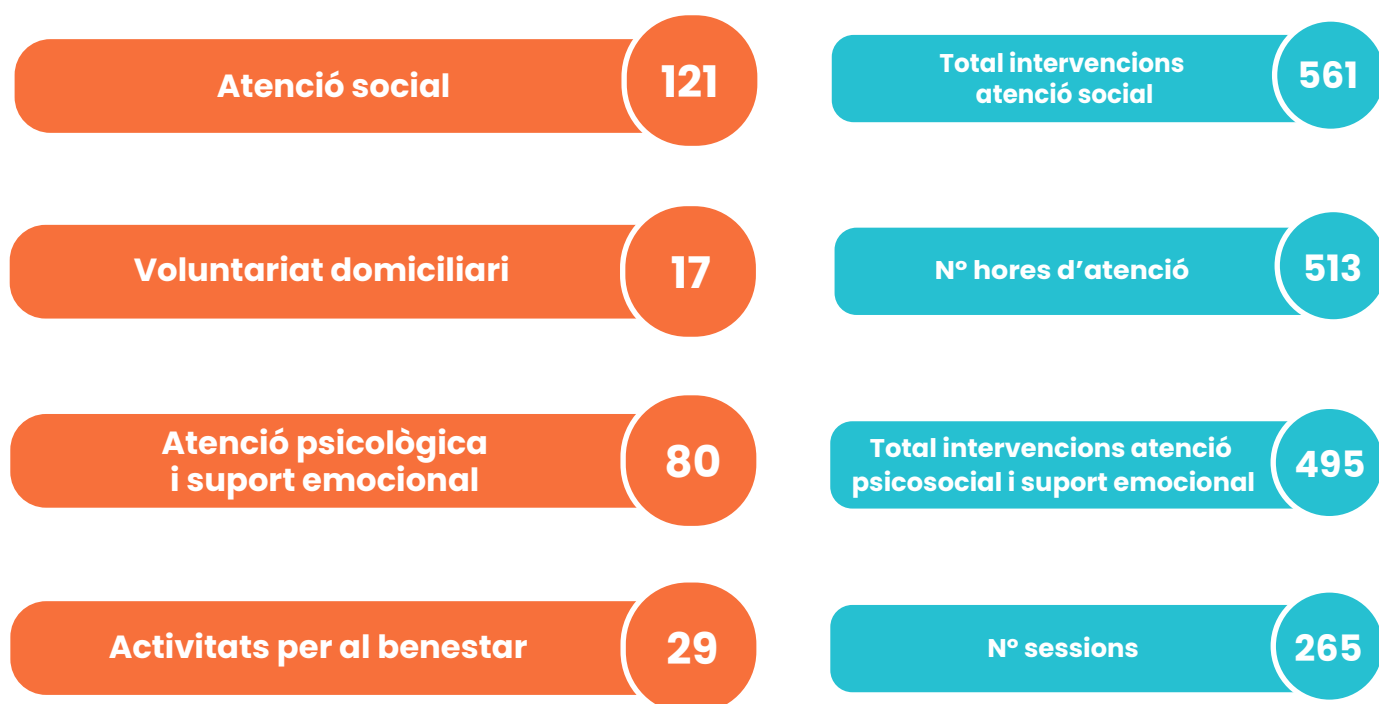 Atenció social
121
Total intervencions
atenció social
561
Voluntariat domiciliari
17
Nº hores d’atenció
513
Atenció psicològica
i suport emocional
80
Total intervencions atenció
psicosocial i suport emocional
495
Activitats per al benestar
29
Nº sessions
265